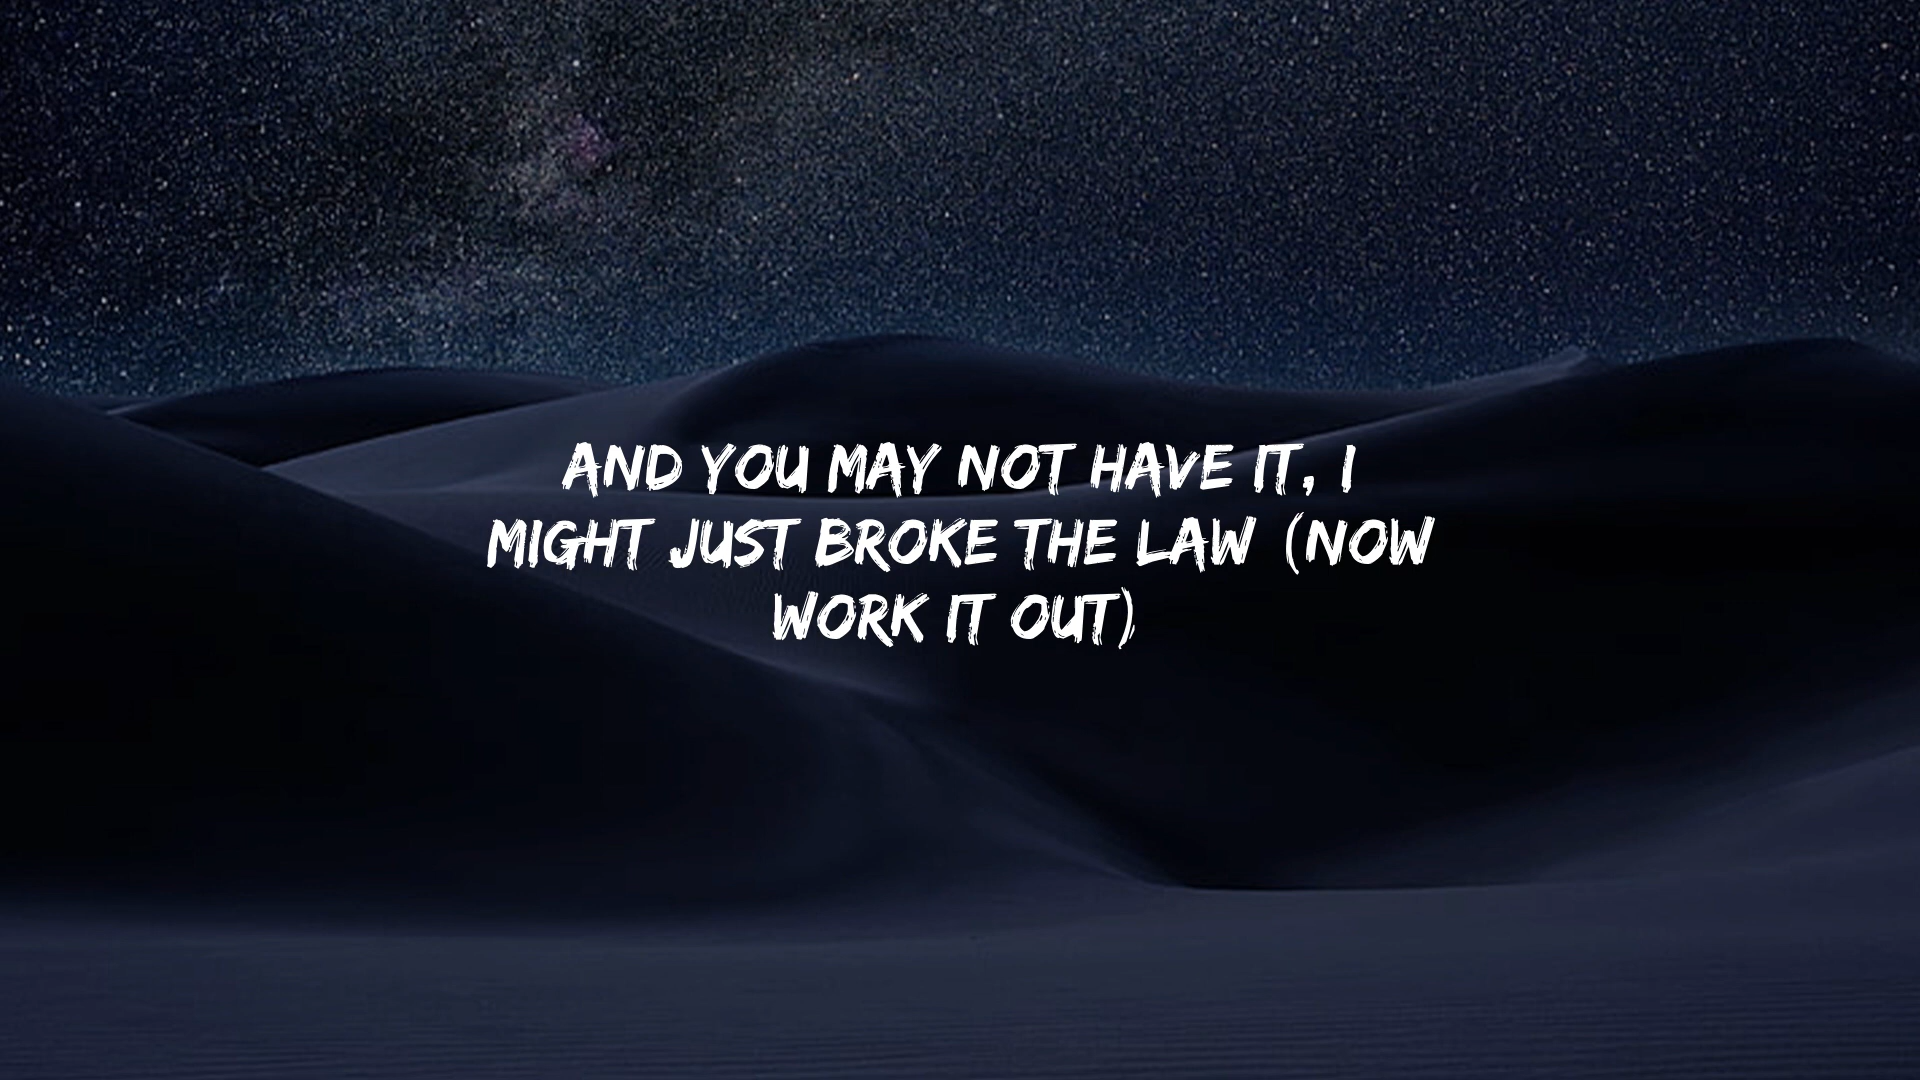 AND YOU MAY NOT HAVE IT, I
MIGHT JUST BROKE THE LAW (NOW
WORK IT OUT)